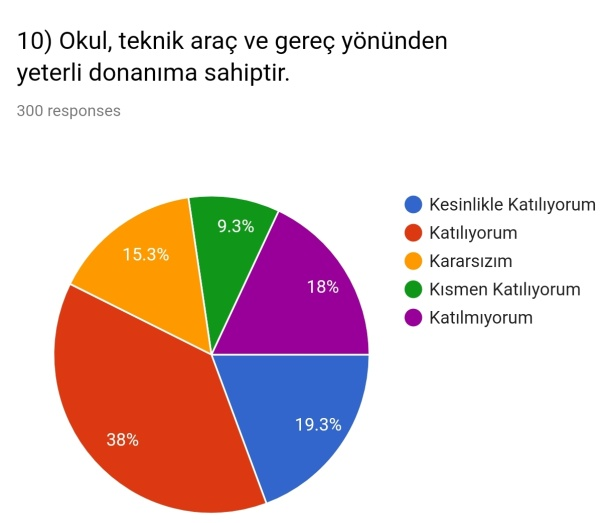 10) Okul, teknik araç ve gereç yönünden
yeterli donanıma sahiptir.
300 responses
Kesinlikle Katılıyorum
Katılıyorum
Kararsızım
Kısmen Katılıyorum
Katılmıyorum
9.3%
15.3%
18%
19.3%
38%